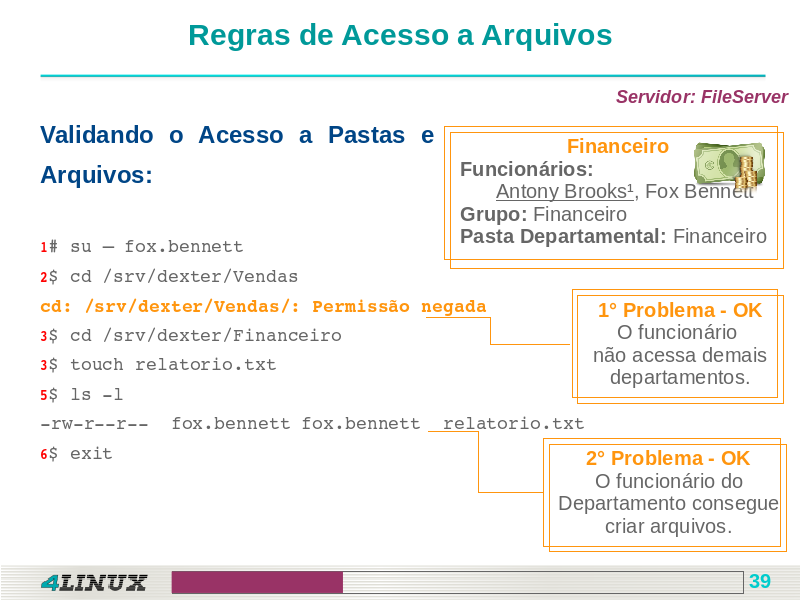 Regras de Acesso a Arquivos
Servidor: FileServer
Validando o Acesso a Pastas e
Arquivos:
Financeiro
Funcionários:
Antony Brooks¹, Fox Bennett
Grupo: Financeiro
Pasta Departamental: Financeiro
1# su – fox.bennett
2$ cd /srv/dexter/Vendas
cd: /srv/dexter/Vendas/: Permissão negada
3$ cd /srv/dexter/Financeiro
3$ touch relatorio.txt
5$ ls -l
-rw-r--r-- fox.bennett fox.bennett relatorio.txt
6$ exit
1° Problema - OK
O funcionário
não acessa demais
departamentos.
2° Problema - OK
O funcionário do
Departamento consegue
criar arquivos.
4LINUX
39